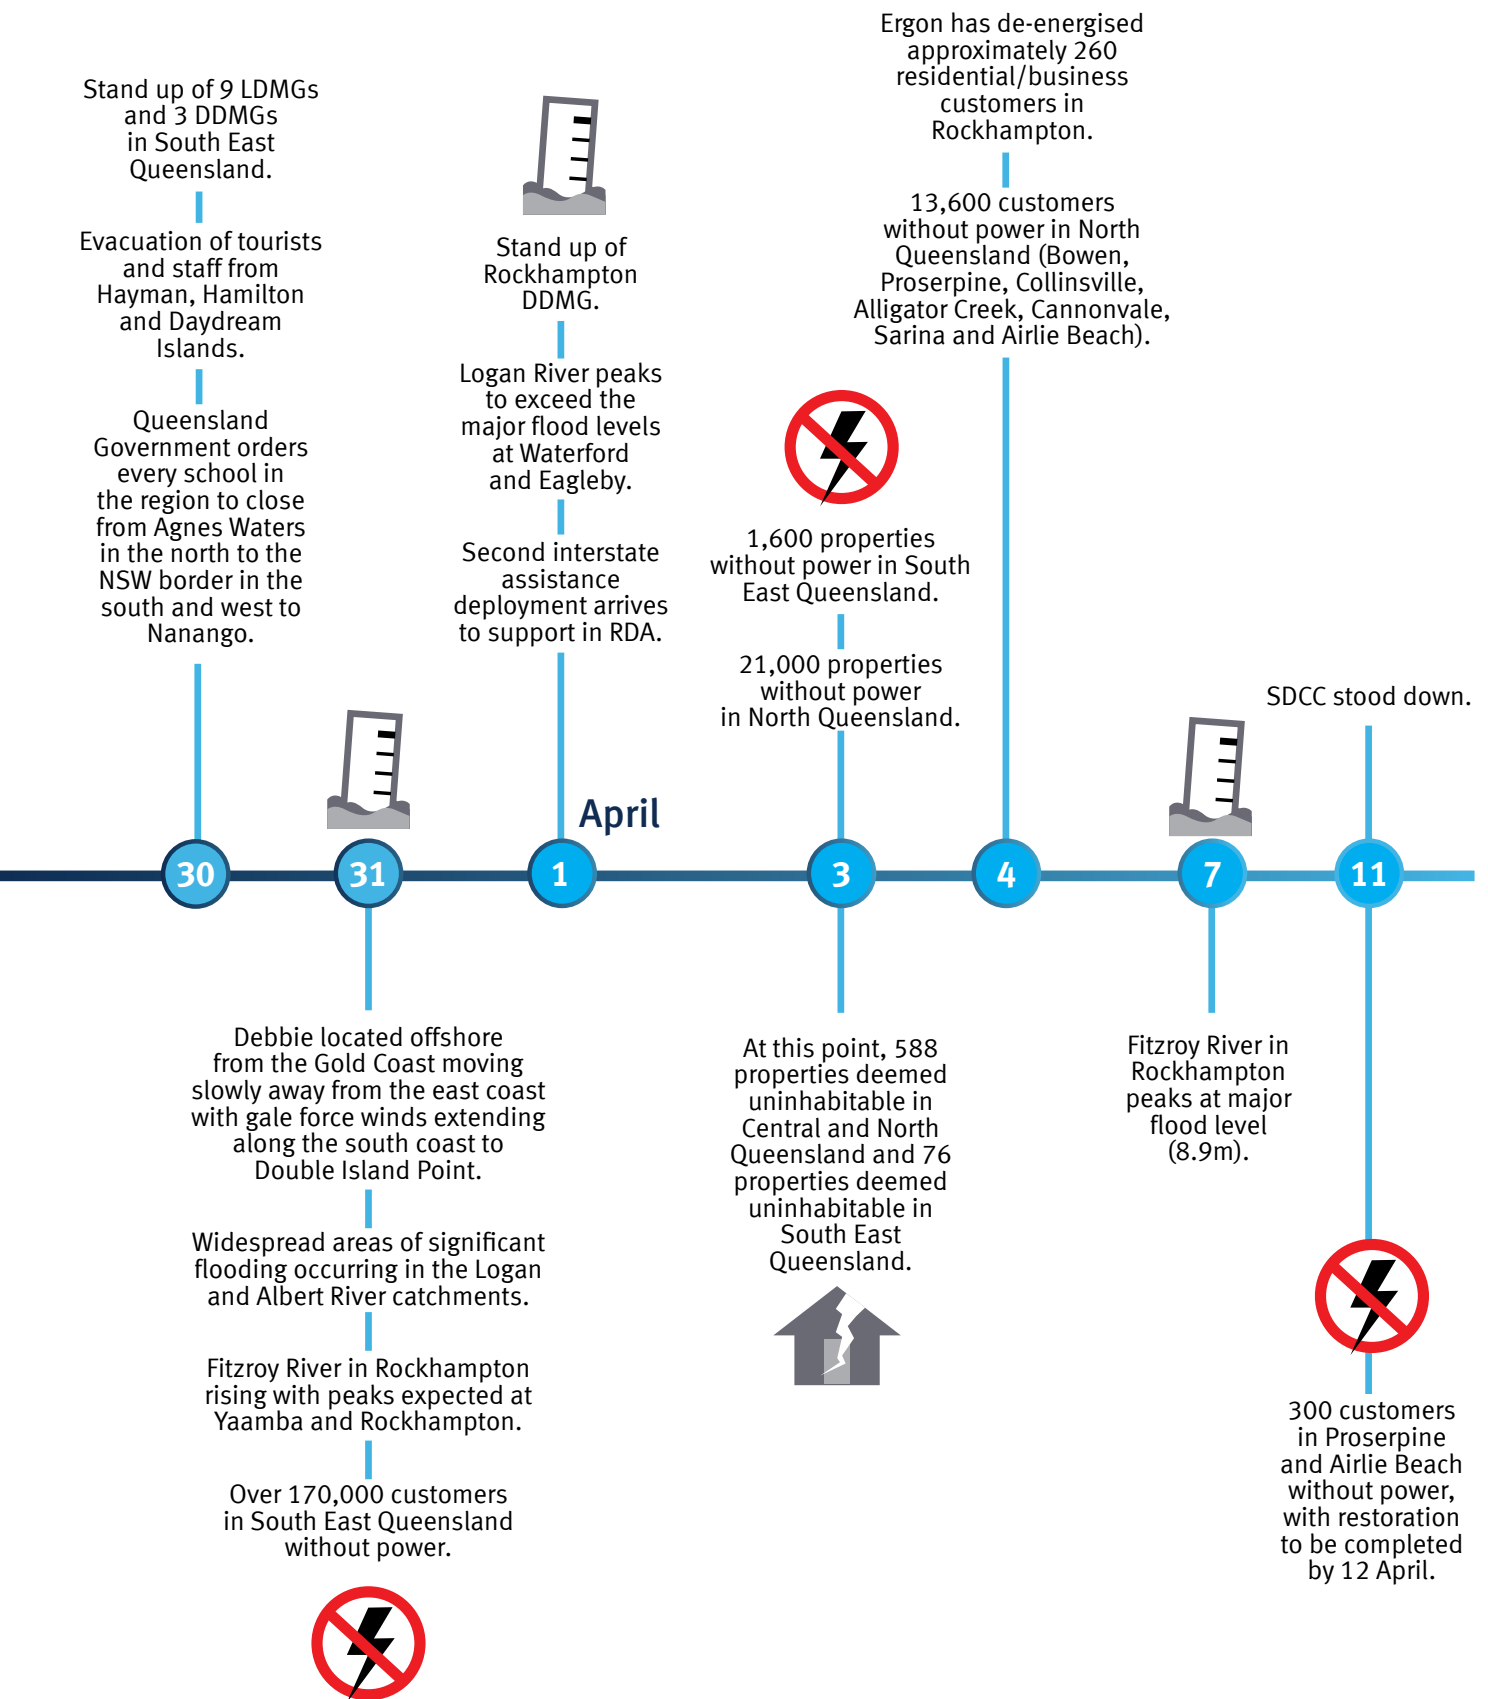 Stand up of 9 LDMGs
and 3 DDMGs
in South East
Queensland.
Evacuation of tourists
and staff from
Hayman, Hamilton
and Daydream
Islands.
Queensland
Government orders
every school in
the region to close
from Agnes Waters
in the north to the
NSW border in the
south and west to
Nanango.
30
31
Debbie located offshore
from the Gold Coast moving
slowly away from the east coast
with gale force winds extending
along the south coast to
Double Island Point.
Widespread areas of significant
flooding occurring in the Logan
and Albert River catchments.
Fitzroy River in Rockhampton
rising with peaks expected at
Yaamba and Rockhampton.
Over 170,000 customers
in South East Queensland
without power.
Stand up of
Rockhampton
DDMG.
Logan River peaks
to exceed the
major flood levels
at Waterford
and Eagleby.
Second interstate
assistance
deployment arrives
to support in RDA.
April
1
1,600 properties
without power in South
East Queensland.
21,000 properties
without power
in North Queensland.
3
At this point, 588
properties deemed
uninhabitable in
Central and North
Queensland and 76
properties deemed
uninhabitable in
South East
Queensland.
Ergon has de-energised
approximately 260
residential/business
customers in
Rockhampton.
13,600 customers
without power in North
Queensland (Bowen,
Proserpine, Collinsville,
Alligator Creek, Cannonvale,
Sarina and Airlie Beach).
4
7
Fitzroy River in
Rockhampton
peaks at major
flood level
(8.9m).
SDCC stood down.
11
300 customers
in Proserpine
and Airlie Beach
without power,
with restoration
to be completed
by 12 April.